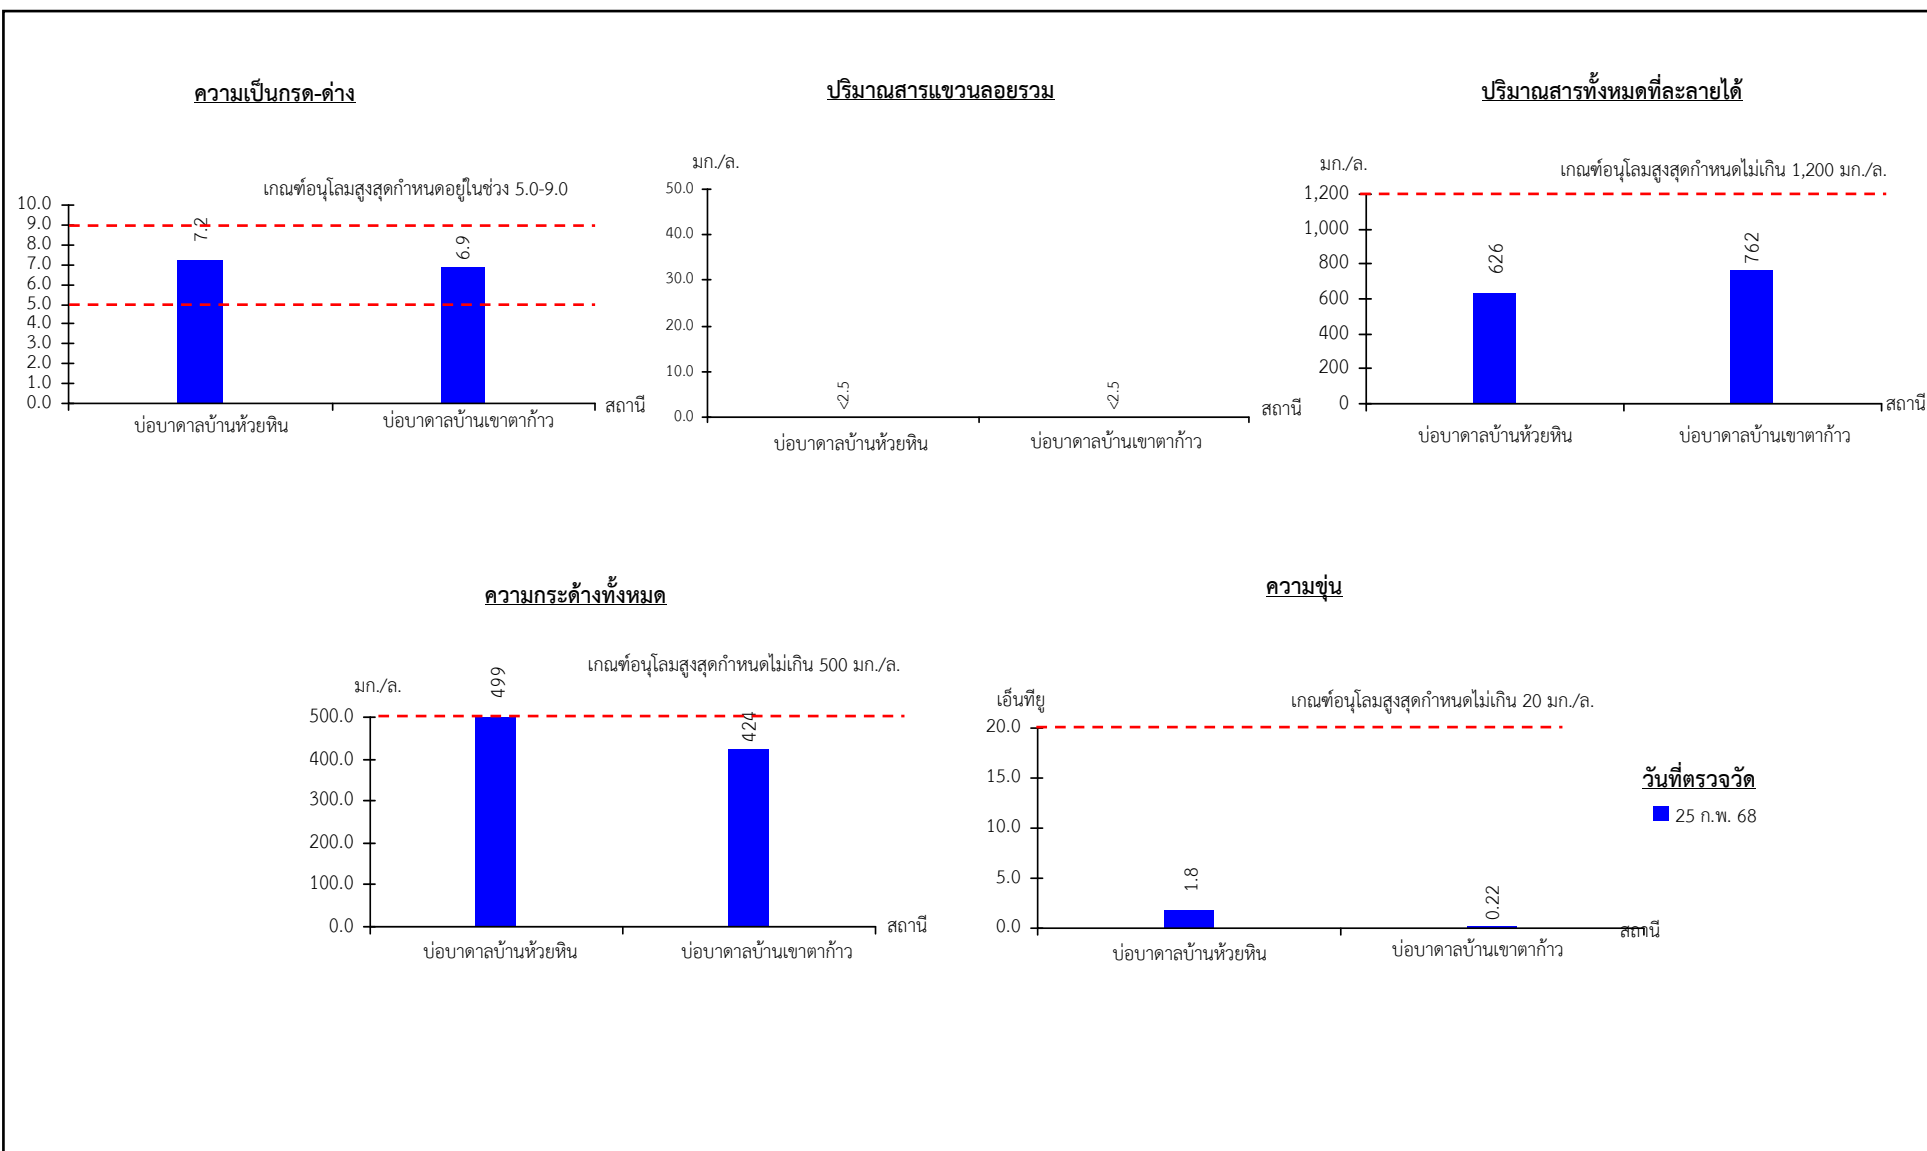 ความเป็นกรด-ด่าง
เกณฑ์อนุโลมสูงสุดกำหนดอยู่ในช่วง 5.0-9.0
10.0
9.0
8.0
7.0
6.0
5.0
4.0
3.0
2.0
1.0
0.0
7.2
6.9
บ่อบาดาลบ้านห้วยหิน
บ่อบาดาลบ้านเขาตาก้าว
สถานี
ปริมาณสารแขวนลอยรวม
มก./ล.
50.0
40.0
30.0
20.0
10.0
0.0
<2.5
<2.5
บ่อบาดาลบ้านห้วยหิน
บ่อบาดาลบ้านเขาตาก้าว
สถานี
ปริมาณสารทั้งหมดที่ละลายได้
มก./ล.
เกณฑ์อนุโลมสูงสุดกำหนดไม่เกิน 1,200 มก./ล.
1,200
1,000
800
600
400
200
0
626
762
บ่อบาดาลบ้านห้วยหิน
บ่อบาดาลบ้านเขาตาก้าว
สถานี
ความกระด้างทั้งหมด
มก./ล.
เกณฑ์อนุโลมสูงสุดกำหนดไม่เกิน 500 มก./ล.
500.0
400.0
300.0
200.0
100.0
0.0
499
424
บ่อบาดาลบ้านห้วยหิน
บ่อบาดาลบ้านเขาตาก้าว
สถานี
ความขุ่น
เอ็นทียู
เกณฑ์อนุโลมสูงสุดกำหนดไม่เกิน 20 มก./ล.
20.0
15.0
10.0
5.0
0.0
1.8
0.22
บ่อบาดาลบ้านห้วยหิน
บ่อบาดาลบ้านเขาตาก้าว
สถานี
วันที่ตรวจวัด
25 ก.พ. 68